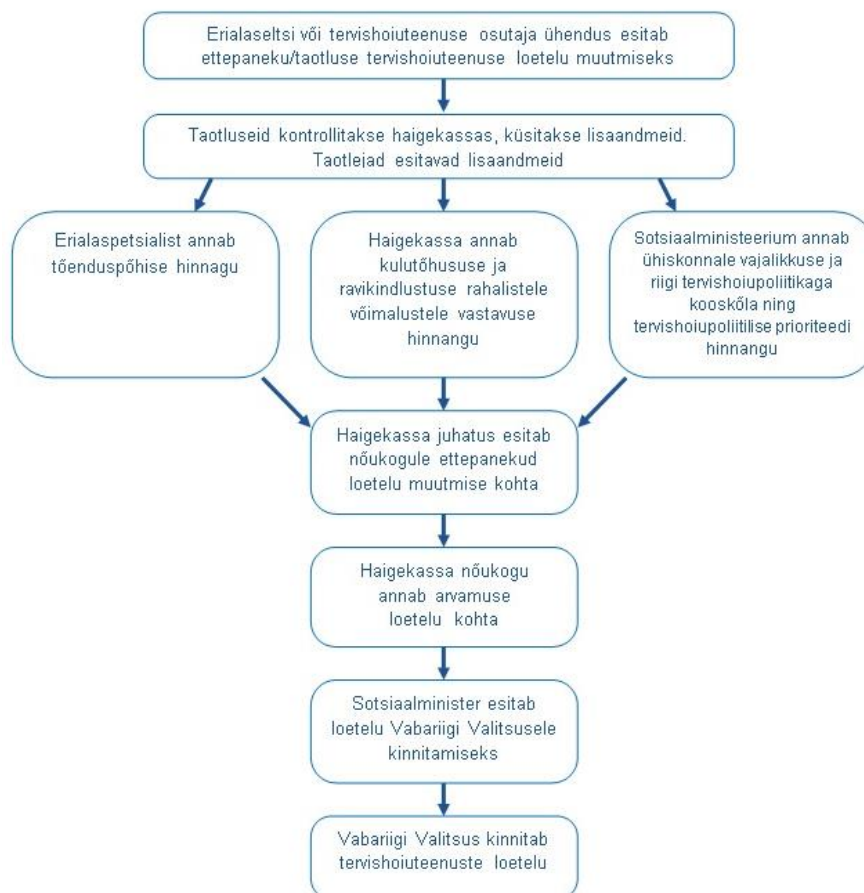 Erialaseltsi või tervishoiuteenuse osutaja ühendus esitab
ettepaneku/taotluse tervishoiuteenuse loetelu muutmiseks
Taotluseid kontrollitakse haigekassas, küsitakse lisaandmeid.
Taotlejad esitavad lisaandmeid
Erialaspetsialist annab
tõenduspõhise hinnagu
Haigekassa annab
kulutõhususe ja
ravikindlustuse rahalistele
võimalustele vastavuse
hinnangu
Sotsiaalministeerium annab
ühiskonnale vajalikkuse ja
riigi tervishoiupoliitikaga
kooskõla ning
tervishoiupoliitilise prioriteedi
hinnangu
Haigekassa juhatus esitab
nõukogule ettepanekud
loetelu muutmise kohta
Haigekassa nõukogu
annab arvamuse
loetelu kohta
Sotsiaalminister esitab
loetelu Vabariigi Valitsusele
kinnitamiseks
Vabariigi Valitsus kinnitab
tervishoiuteenuste loetelu